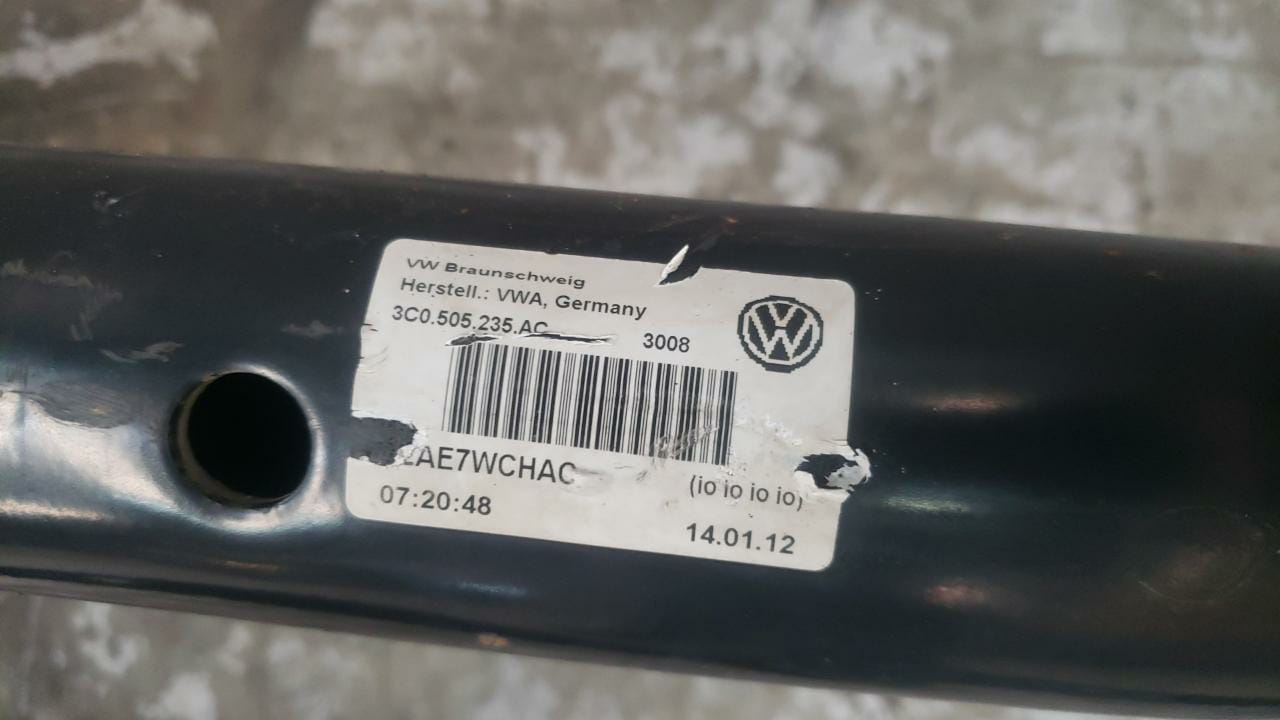 VW Braunschweig
Herstell.: VWA, Germany
3C0.505.235.AC 3008
07:20:48 (io io io io)
14.01.12